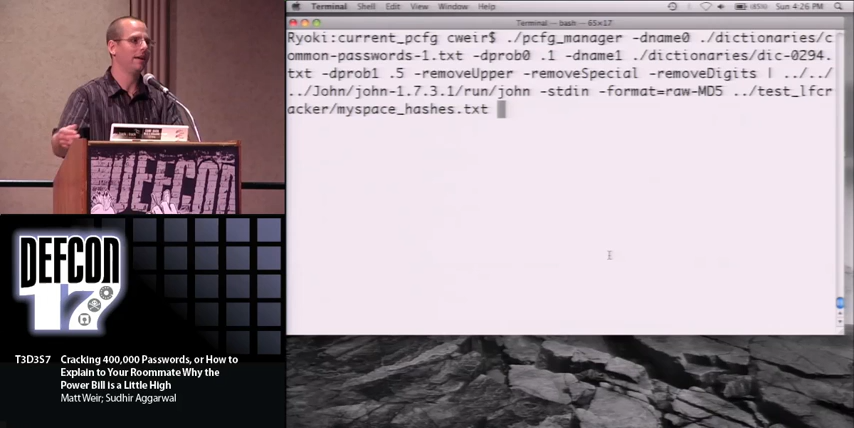 Terminal Shell Edit View Window Help
Sun 4:26 PM
Terminal — bash — 65×17
Ryoki:current_pcfg cweir$ ./pcfg_manager -dname0 ./dictionaries/c
ommon-passwords-1.txt -dprob0 .1 -dname1 ./dictionaries/dic-0294.
txt -dprob1 .5 -removeUpper -removeSpecial -removeDigits | ../../
../John/john-1.7.3.1/run/john -stdin -format=raw-MD5 ../test_lfcr
acker/myspace_hashes.txt
DEFCON
DEFCON
17
T3D3S7
Cracking 400,000 Passwords, or How to
Explain to Your Roommate Why the
Power Bill is a Little High
Matt Weir; Sudhir Aggarwal